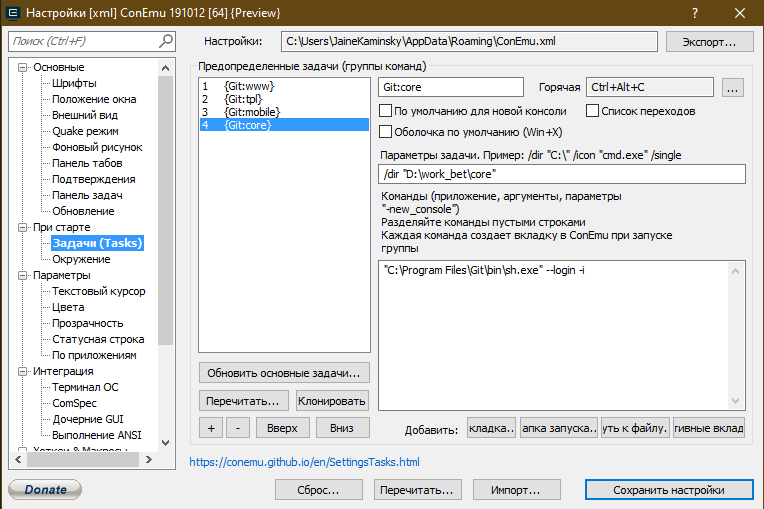 Настройки [xml] ConEmu 191012 [64] {Preview}
Поиск (Ctrl+F)
Настройки:
C:\Users\JaineKaminsky\AppData\Roaming\ConEmu.xml
Экспорт...
Основные
Шрифты
Положение окна
Внешний вид
Quake режим
Фоновый рисунок
Панель табов
Подтверждения
Панель задач
Обновление
При старте
Задачи (Tasks)
Окружение
Параметры
Текстовый курсор
Цвета
Прозрачность
Статусная строка
По приложениям
Интеграция
Терминал ОС
ComSpec
Дочерние GUI
Выполнение ANSI
Хоткеи & Макросы
Предопределенные задачи (группы команд)
1 {Git:www}
2 {Git:tpl}
3 {Git:mobile}
4 {Git:core}
Обновить основные задачи...
Перечитать...
Клонировать
+
-
Вверх
Вниз
Git:core
Горячая
Ctrl+Alt+C
...
По умолчанию для новой консоли
Список переходов
Оболочка по умолчанию (Win+X)
Параметры задачи. Пример: /dir "C:\" /icon "cmd.exe" /single
/dir "D:\work_bet\core"
Команды (приложение, аргументы, параметры
"-new_console")
Разделяйте команды пустыми строками
Каждая команда создает вкладку в ConEmu при запуске
группы
"C:\Program Files\Git\bin\sh.exe" --login -i
Добавить:
кладка..
апка запуска..
уть к файлу.
гивные вклад
https://conemu.github.io/en/SettingsTasks.html
Donate
Сброс...
Перечитать...
Импорт...
Сохранить настройки